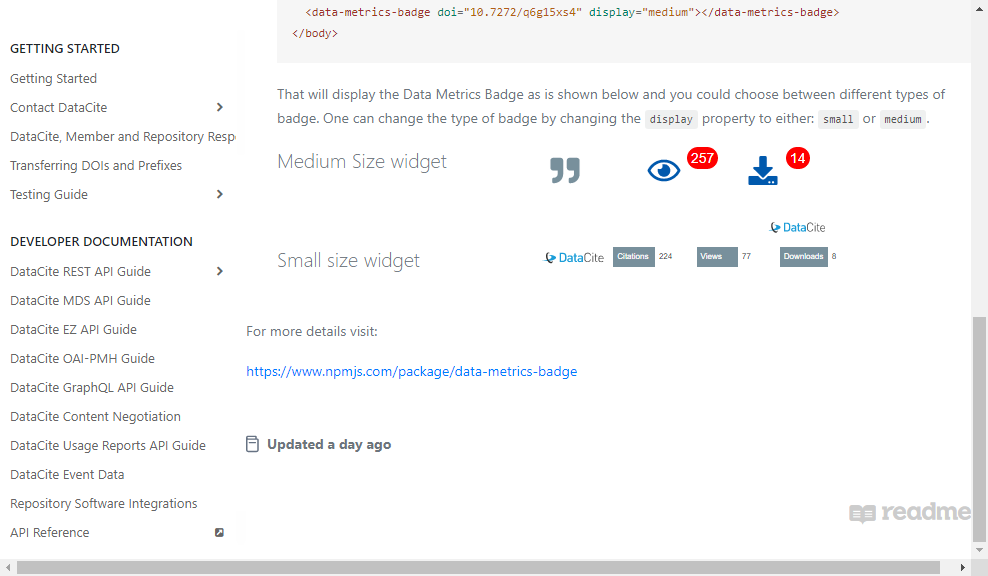 <data-metrics-badge doi="10.7272/q6g15xs4" display="medium"></data-metrics-badge>
</body>
GETTING STARTED
Getting Started
Contact DataCite
DataCite, Member and Repository Resp
Transferring DOIs and Prefixes
Testing Guide
DEVELOPER DOCUMENTATION
DataCite REST API Guide
DataCite MDS API Guide
DataCite EZ API Guide
DataCite OAI-PMH Guide
DataCite GraphQL API Guide
DataCite Content Negotiation
DataCite Usage Reports API Guide
DataCite Event Data
Repository Software Integrations
API Reference
That will display the Data Metrics Badge as is shown below and you could choose between different types of
badge. One can change the type of badge by changing the display property to either: small or medium.
Medium Size widget
257
14
DataCite
Small size widget
DataCite Citations 224 Views 77 Downloads 8
For more details visit:
https://www.npmjs.com/package/data-metrics-badge
Updated a day ago
readme